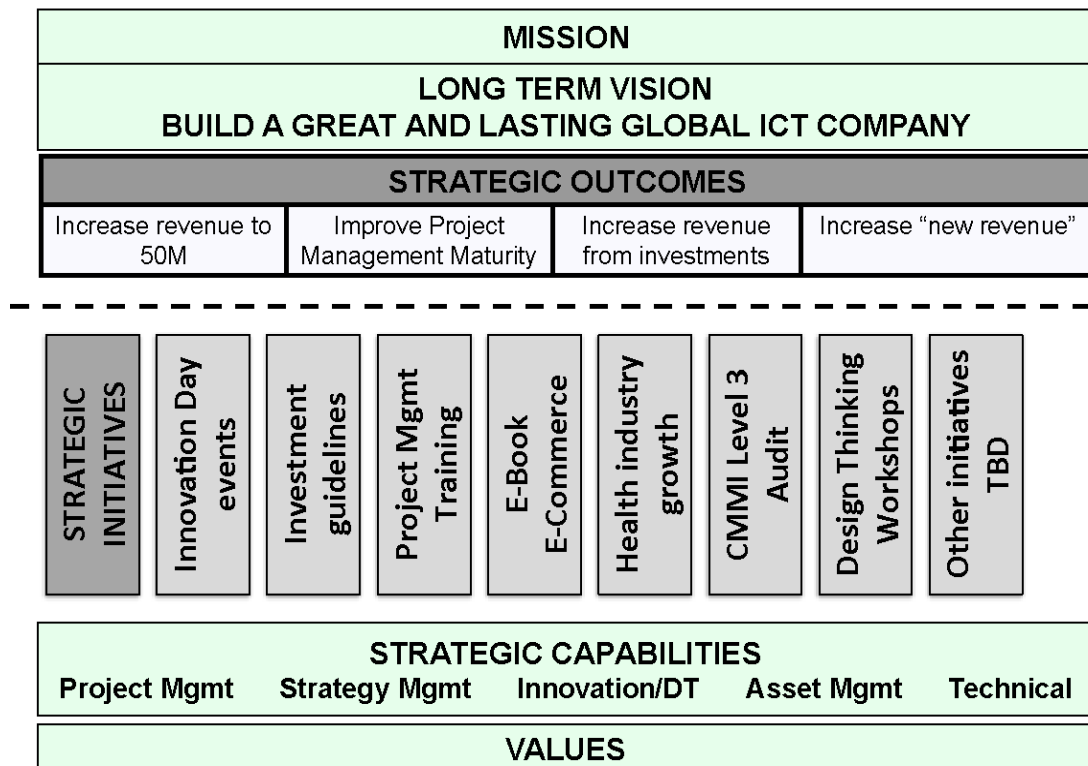 MISSION
LONG TERM VISION
BUILD A GREAT AND LASTING GLOBAL ICT COMPANY
STRATEGIC OUTCOMES
Increase revenue to
50M
Improve Project
Management Maturity
Increase revenue
from investments
Increase “new revenue”
STRATEGIC
INITIATIVES
Innovation Day
events
Investment
guidelines
Project Mgmt
Training
E-Book
E-Commerce
Health industry
growth
CMMI Level 3
Audit
Design Thinking
Workshops
Other initiatives
TBD
STRATEGIC CAPABILITIES
Project Mgmt Strategy Mgmt Innovation/DT Asset Mgmt Technical
VALUES